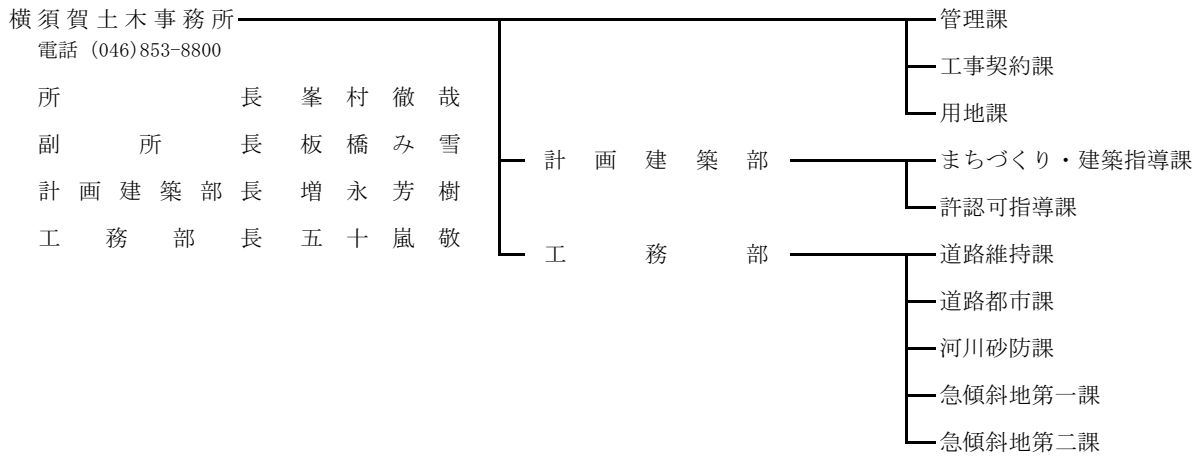 横須賀土木事務所
電話 (046)853-8800
所長 峯村徹哉
副所長 板橋み雪
計画建築部長 増永芳樹
工務部長 五十嵐敬
管理課
工事契約課
用地課
計画建築部
まちづくり・建築指導課
許認可指導課
工務部
道路維持課
道路都市課
河川砂防課
急傾斜地第一課
急傾斜地第二課